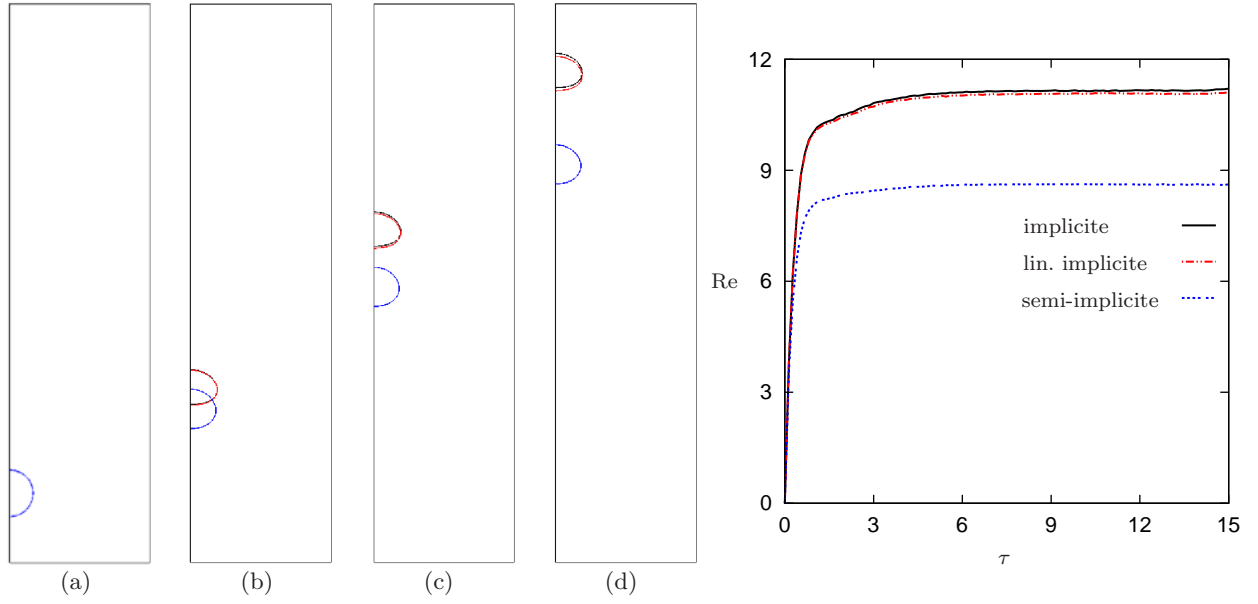 (a)
(b)
(c)
(d)
12
9
6
3
0
Re
implicite
lin. implicite
semi-implicite
0 3 6 9 12 15
τ